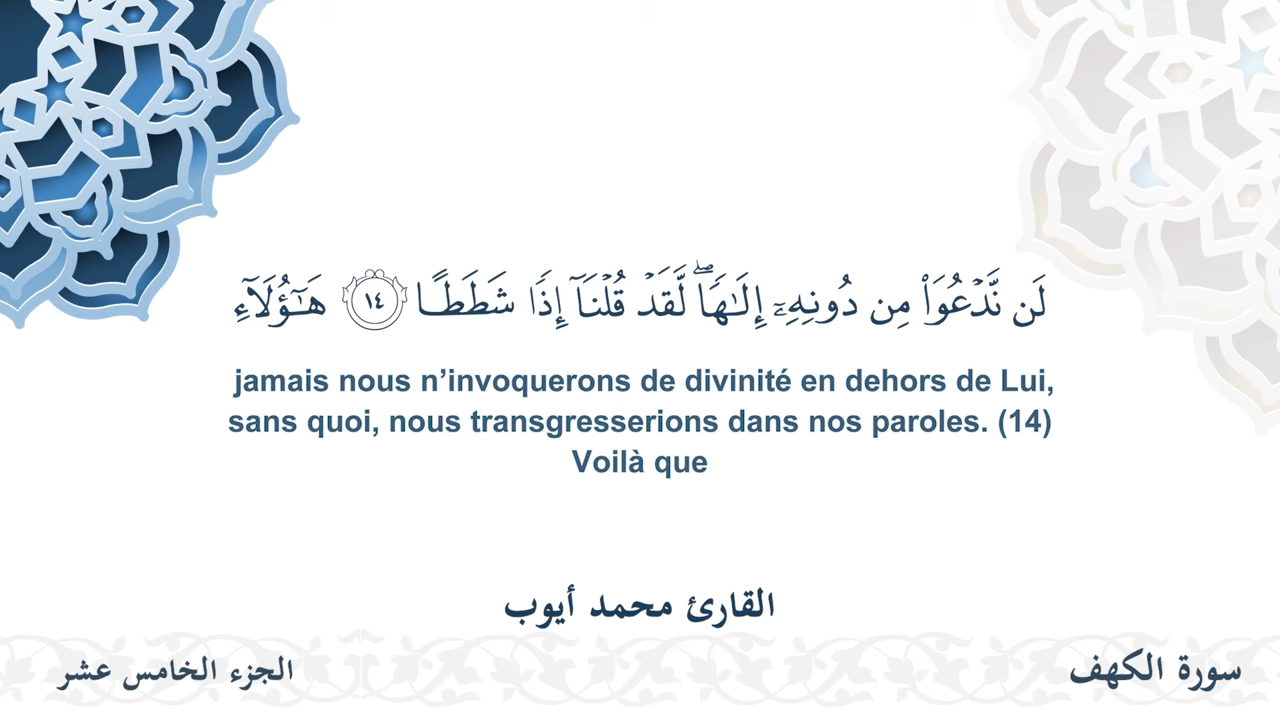 لَن نَّدْعُوَا۟ مِن دُونِهِۦٓ إِلَـٰهًۭا ۖ لَّقَدْ قُلْنَآ إِذًۭا شَطَطًا ١٤ هَـٰٓؤُلَآءِ
jamais nous n’invoquerons de divinité en dehors de Lui,
sans quoi, nous transgresserions dans nos paroles. (14)
Voilà que
القارئ محمد أيوب
سورة الكهف
الجزء الخامس عشر